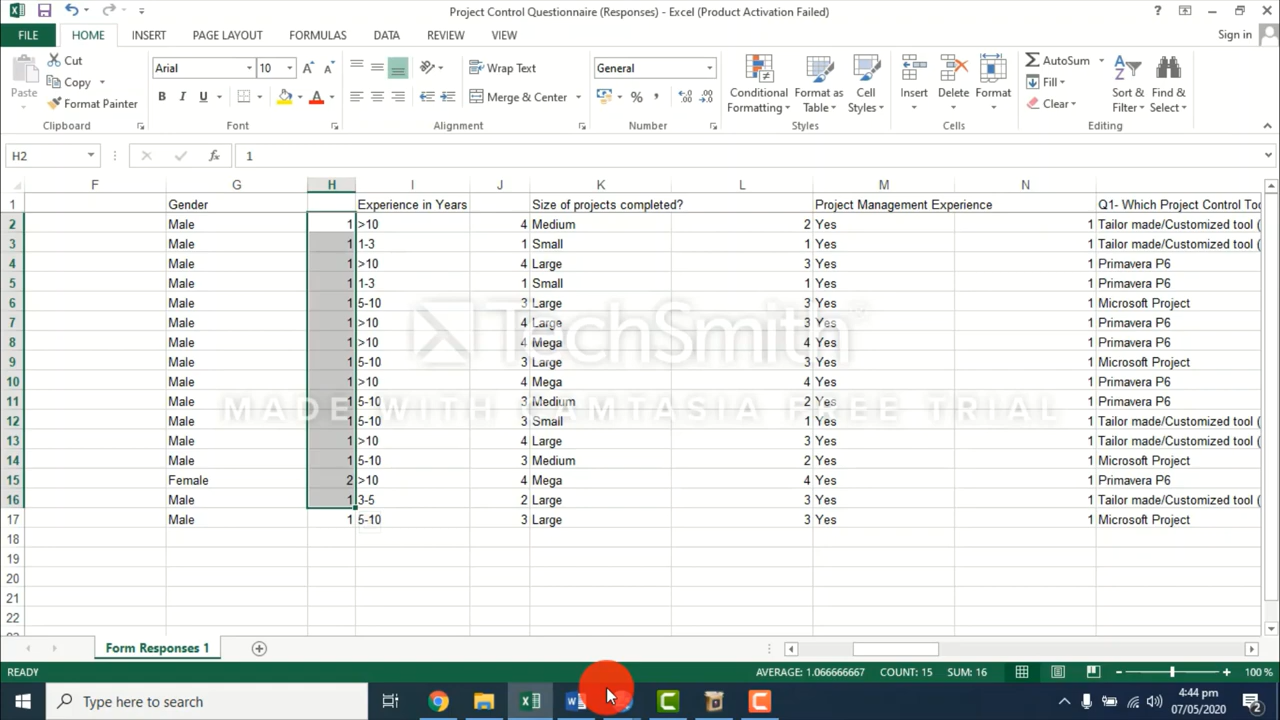 Project Control Questionnaire (Responses) - Excel (Product Activation Failed)
FILE HOME INSERT PAGE LAYOUT FORMULAS DATA REVIEW VIEW Sign in
Paste Cut Copy Format Painter Clipboard
Arial 10 B I U Font
Wrap Text Merge & Center Alignment
General % , Number
Conditional Formatting Format as Table Cell Styles Styles
Insert Delete Format Cells
AutoSum Fill Clear Sort & Filter Find & Select Editing
H2 fx 1
F G H I J K L M N
1 Gender Experience in Years Size of projects completed? Project Management Experience Q1- Which Project Control Too
2 Male 1 >10 4 Medium 2 Yes 1 Tailor made/Customized tool (
3 Male 1 1-3 1 Small 1 Yes 1 Tailor made/Customized tool (
4 Male 1 >10 4 Large 3 Yes 1 Primavera P6
5 Male 1 1-3 1 Small 1 Yes 1 Primavera P6
6 Male 1 5-10 3 Large 3 Yes 1 Microsoft Project
7 Male 1 >10 4 Large 3 Yes 1 Primavera P6
8 Male 1 >10 4 Mega 4 Yes 1 Primavera P6
9 Male 1 5-10 3 Large 3 Yes 1 Microsoft Project
10 Male 1 >10 4 Mega 4 Yes 1 Primavera P6
11 Male 1 5-10 3 Medium 2 Yes 1 Primavera P6
12 Male 1 5-10 3 Small 1 Yes 1 Tailor made/Customized tool (
13 Male 1 >10 4 Large 3 Yes 1 Tailor made/Customized tool (
14 Male 1 5-10 3 Medium 2 Yes 1 Microsoft Project
15 Female 2 >10 4 Mega 4 Yes 1 Primavera P6
16 Male 1 3-5 2 Large 3 Yes 1 Tailor made/Customized tool (
17 Male 1 5-10 3 Large 3 Yes 1 Microsoft Project
18
19
20
21
22
TechSmith
MADE WITH CAMTASIA FREE TRIAL
Form Responses 1
READY AVERAGE: 1.066666667 COUNT: 15 SUM: 16 100 %
Type here to search
4:44 pm
07/05/2020
2